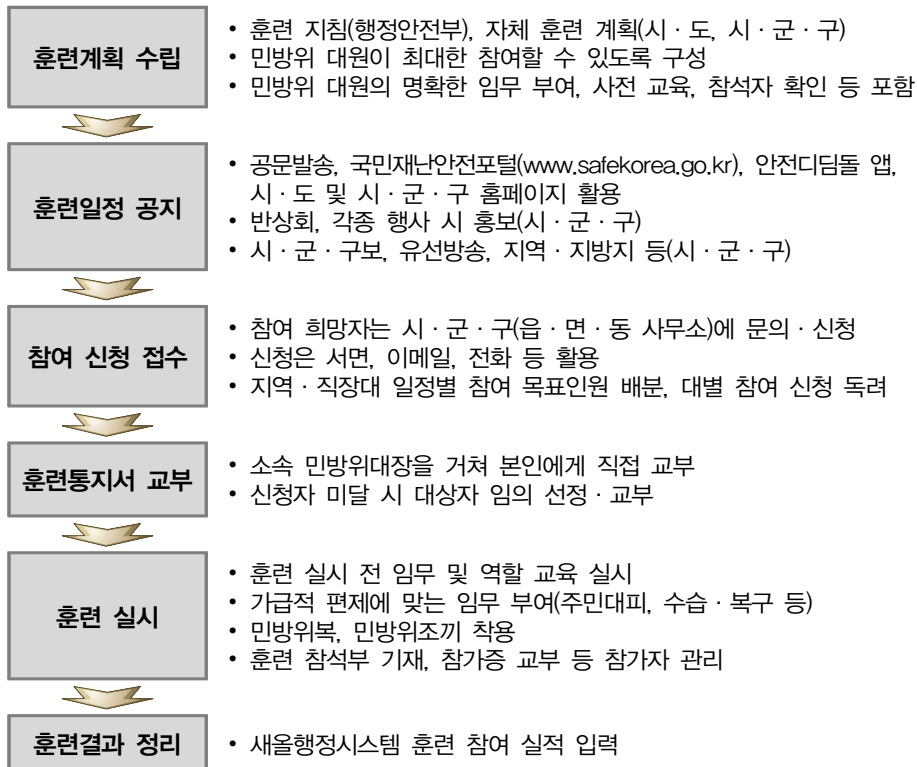 훈련계획 수립
• 훈련 지침(행정안전부), 자체 훈련 계획(시·도, 시·군·구)
• 민방위 대원이 최대한 참여할 수 있도록 구성
• 민방위 대원의 명확한 임무 부여, 사전 교육, 참석자 확인 등 포함
훈련일정 공지
• 공문발송, 국민재난안전포털(www.safekorea.go.kr), 안전디딤돌 앱,
시·도 및 시·군·구 홈페이지 활용
• 반상회, 각종 행사 시 홍보(시·군·구)
• 시·군·구보, 유선방송, 지역·지방지 등(시·군·구)
참여 신청 접수
• 참여 희망자는 시·군·구(읍·면·동 사무소)에 문의·신청
• 신청은 서면, 이메일, 전화 등 활용
• 지역·직장대 일정별 참여 목표인원 배분, 대별 참여 신청 독려
훈련통지서 교부
• 소속 민방위대장을 거쳐 본인에게 직접 교부
• 신청자 미달 시 대상자 임의 선정·교부
훈련 실시
• 훈련 실시 전 임무 및 역할 교육 실시
• 가급적 편제에 맞는 임무 부여(주민대피, 수습·복구 등)
• 민방위복, 민방위조끼 착용
• 훈련 참석부 기재, 참가증 교부 등 참가자 관리
훈련결과 정리
• 새올행정시스템 훈련 참여 실적 입력